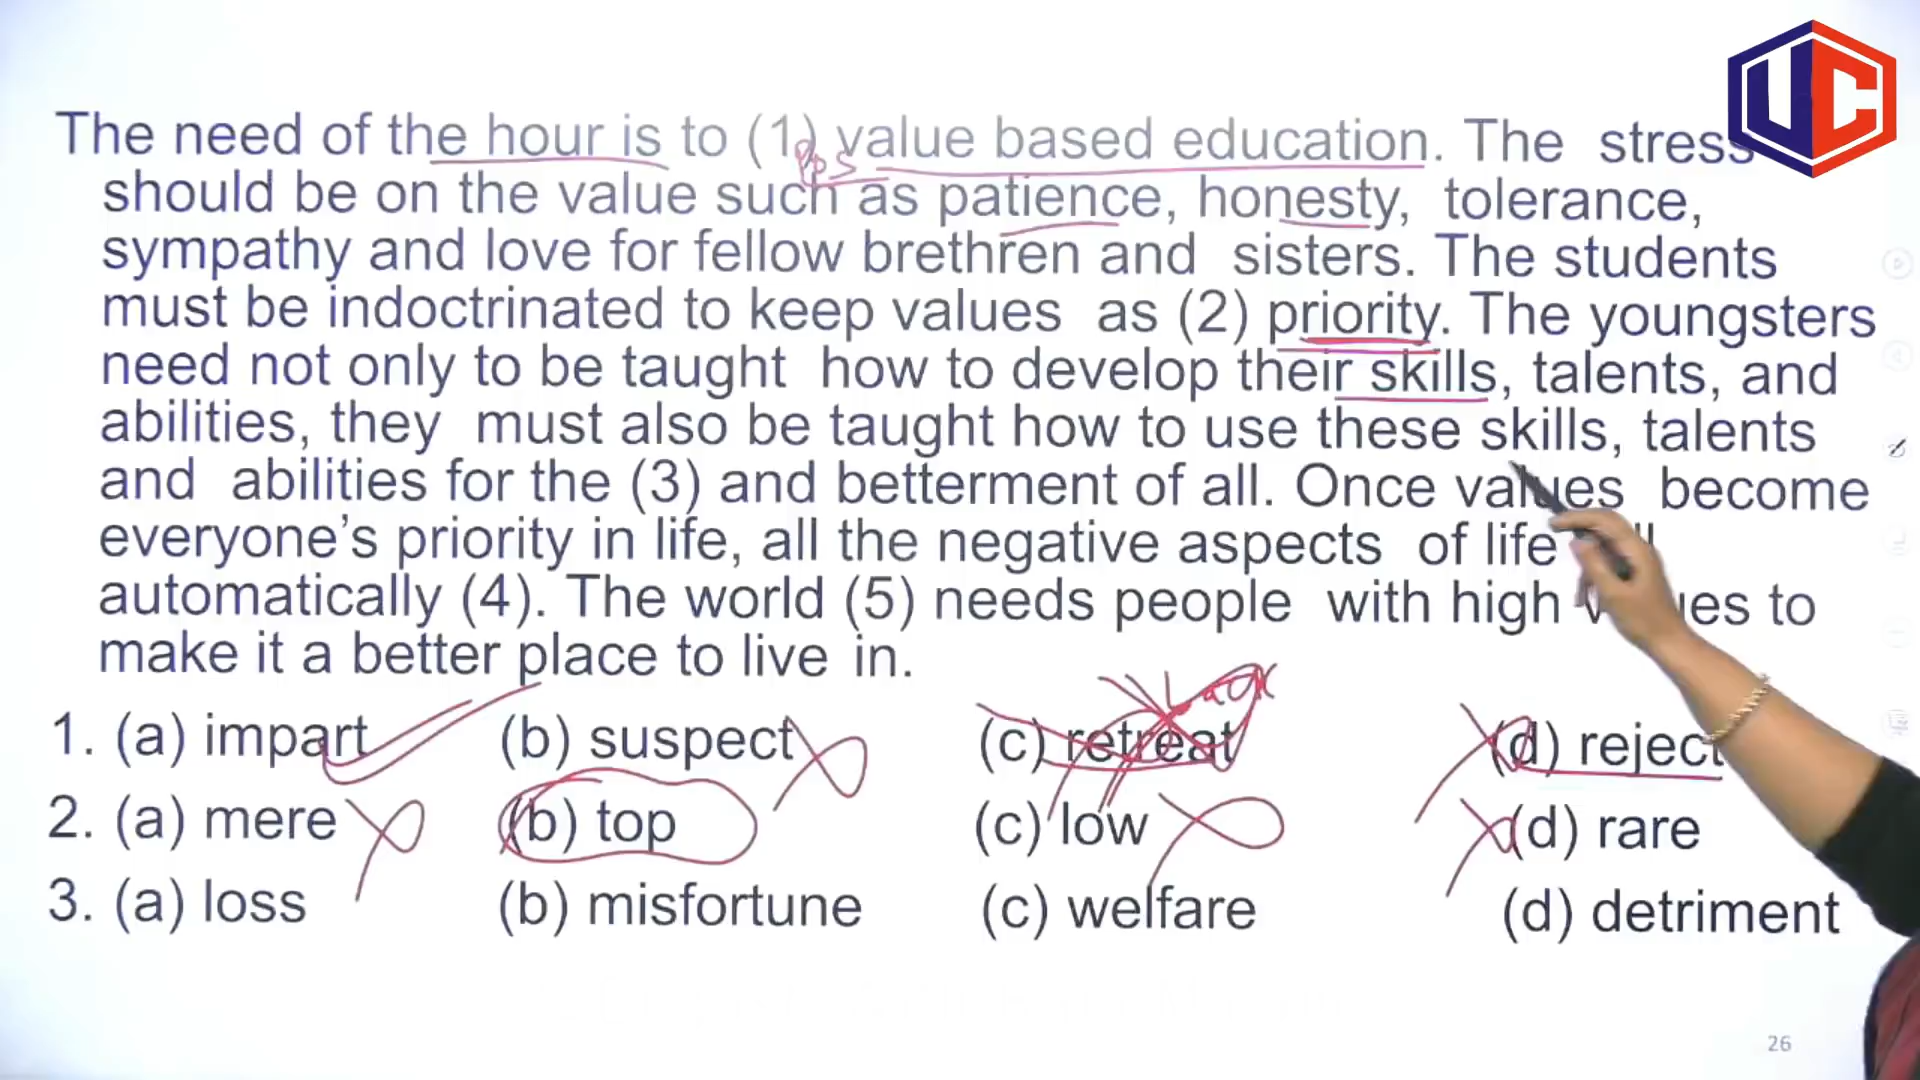 The need of the hour is to (1) value based education. The stress
should be on the value such as patience, honesty, tolerance,
sympathy and love for fellow brethren and sisters. The students
must be indoctrinated to keep values as (2) priority. The youngsters
need not only to be taught how to develop their skills, talents, and
abilities, they must also be taught how to use these skills, talents
and abilities for the (3) and betterment of all. Once values become
everyone's priority in life, all the negative aspects of life
automatically (4). The world (5) needs people with high to
make it a better place to live in.
1. (a) impart (b) suspect (c) retreat (d) reject
2. (a) mere (b) top (c) low (d) rare
3. (a) loss (b) misfortune (c) welfare (d) detriment
26
UC